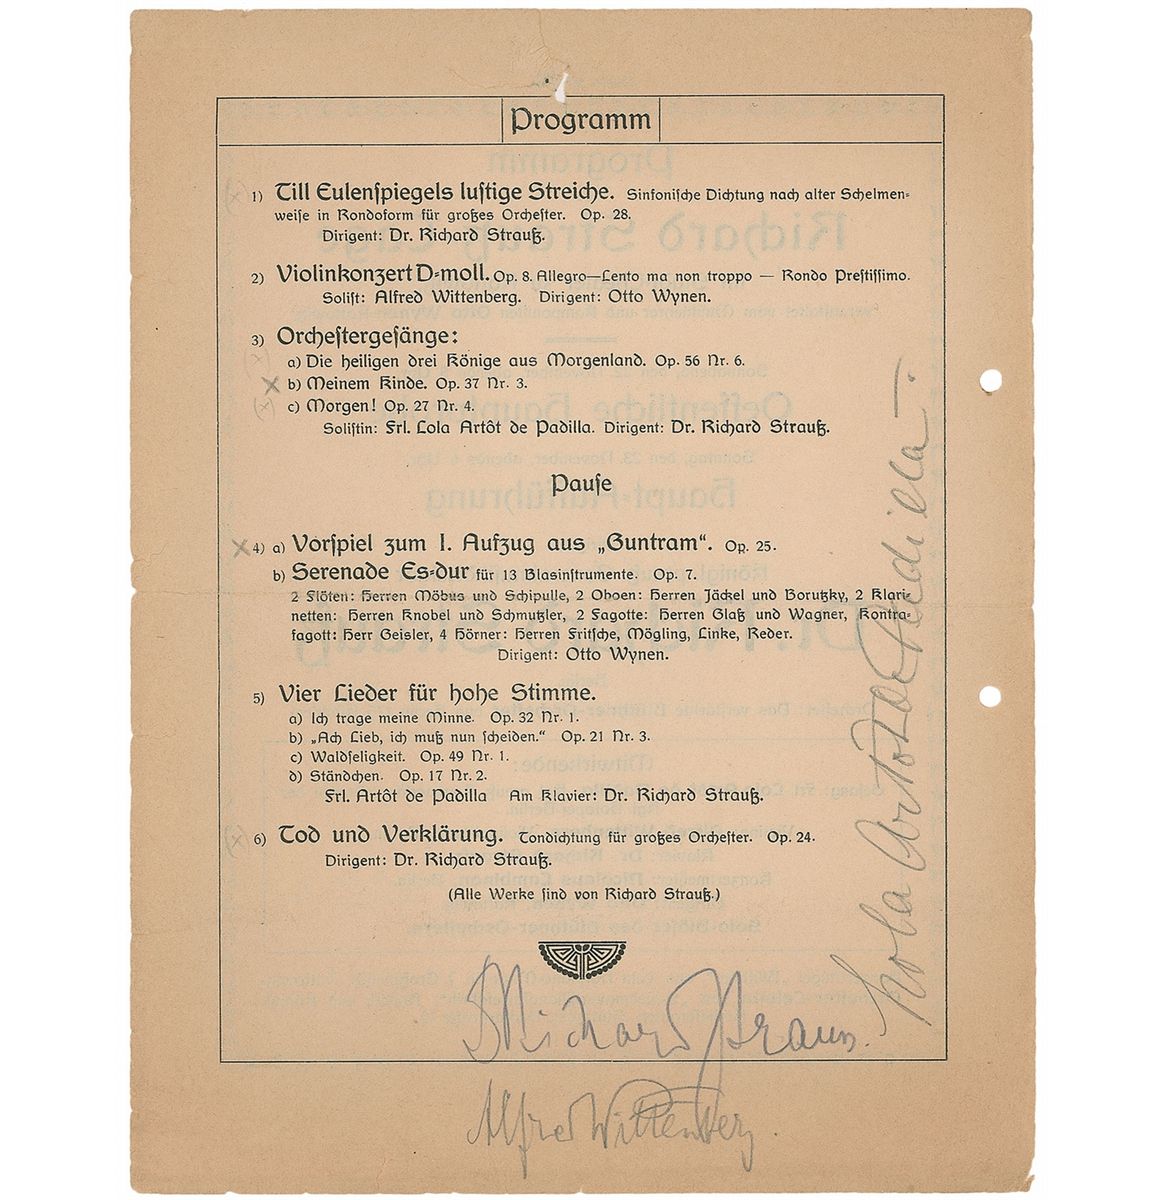 Programm
1) Till Eulenſpiegels luſtige Streiche. Sinfoniſche Dichtung nach alter Schelmen=
weiſe in Rondoform für großes Orcheſter. Op. 28.
Dirigent: Dr. Richard Strauß.
2) Violinkonzert D=moll. Op. 8. Allegro—Lento ma non troppo — Rondo Preſtiſſimo.
Soliſt: Alfred Wittenberg. Dirigent: Otto Wynen.
3) Orcheſtergeſänge:
a) Die heiligen drei Könige aus Morgenland. Op. 56 Nr. 6.
b) Meinem Kinde. Op. 37 Nr. 3.
c) Morgen! Op. 27 Nr. 4.
Soliſtin: Frl. Lola Artôt de Padilla. Dirigent: Dr. Richard Strauß.
Pauſe
4) a) Vorſpiel zum I. Aufzug aus „Guntram“. Op. 25.
b) Serenade Es=dur für 13 Blasinſtrumente. Op. 7.
2 Flöten: Herren Möbus und Schipulle, 2 Oboen: Herren Jäckel und Borutzky, 2 Klari=
netten: Herren Knobel und Schmutzler, 2 Fagotte: Herren Glaß und Wagner, Kontra=
fagott: Herr Geisler, 4 Hörner: Herren Fritſche, Mögling, Linke, Reder.
Dirigent: Otto Wynen.
5) Vier Lieder für hohe Stimme.
a) Ich trage meine Minne. Op. 32 Nr. 1.
b) „Ach Lieb, ich muß nun ſcheiden.“ Op. 21 Nr. 3.
c) Waldſeligkeit. Op. 49 Nr. 1.
d) Ständchen. Op. 17 Nr. 2.
Frl. Artôt de Padilla Am Klavier: Dr. Richard Strauß.
6) Tod und Verklärung. Tondichtung für großes Orcheſter. Op. 24.
Dirigent: Dr. Richard Strauß.
(Alle Werke ſind von Richard Strauß.)
Richard Strauss.
Alfred Wittenberg.
Lola Artôt de Padilla